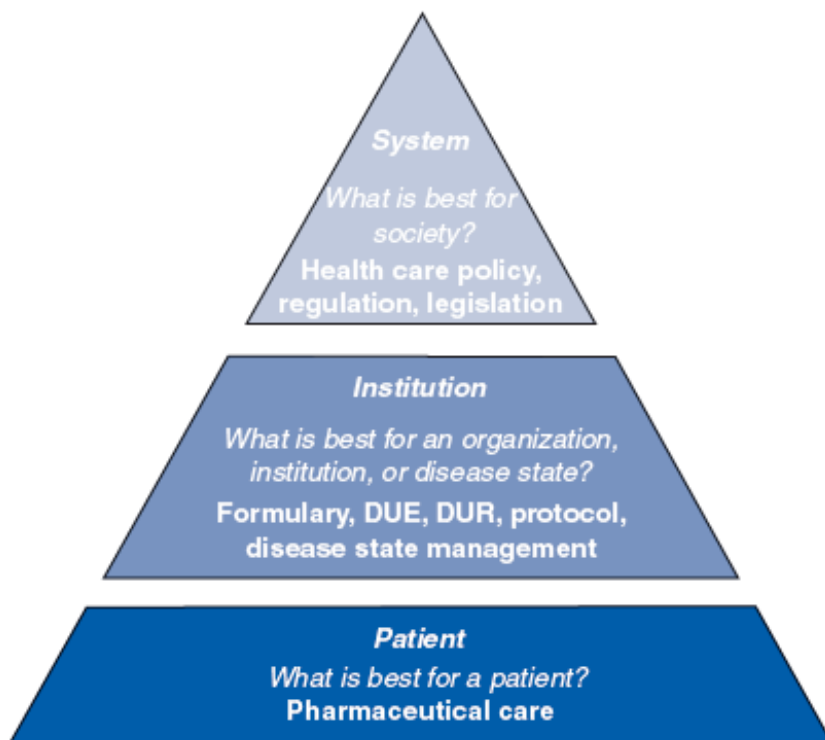 System
What is best for
society?
Health care policy,
regulation, legislation
Institution
What is best for an organization,
institution, or disease state?
Formulary, DUE, DUR, protocol,
disease state management
Patient
What is best for a patient?
Pharmaceutical care